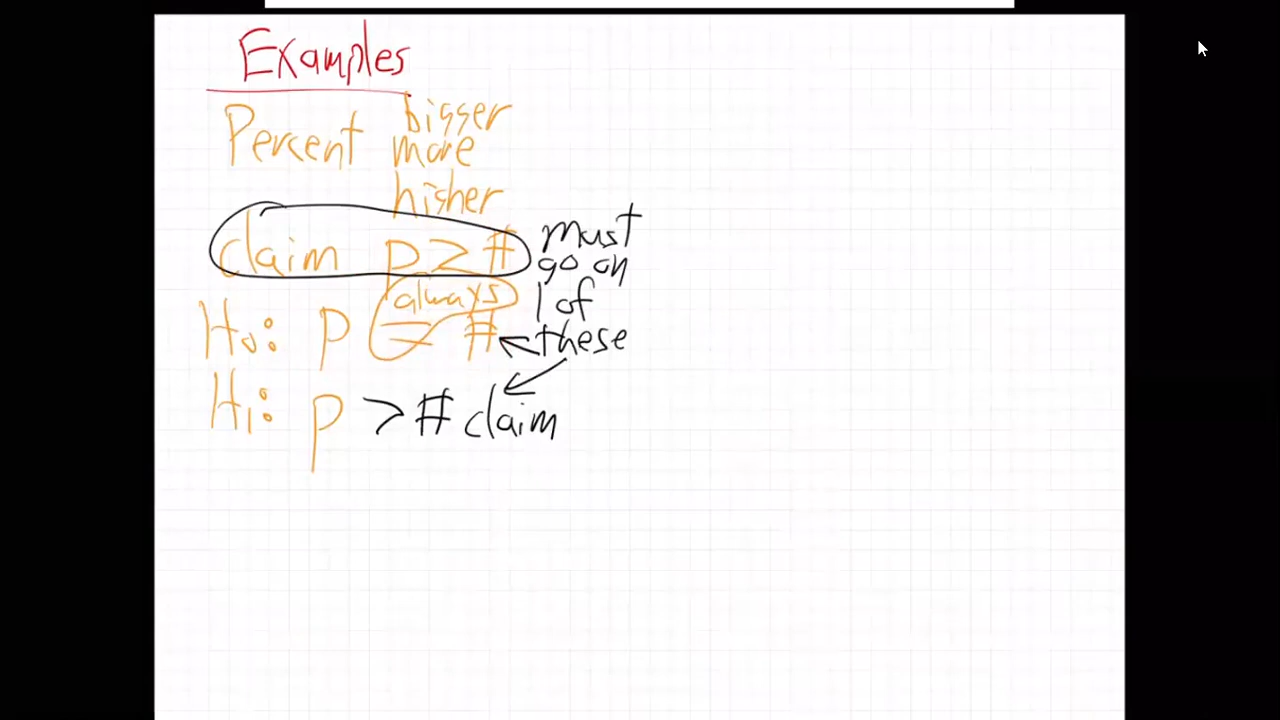 Examples
Percent bigger
more
higher
claim p > # must
go on
always 1 of
H₀: p = # these
H₁: p > # claim